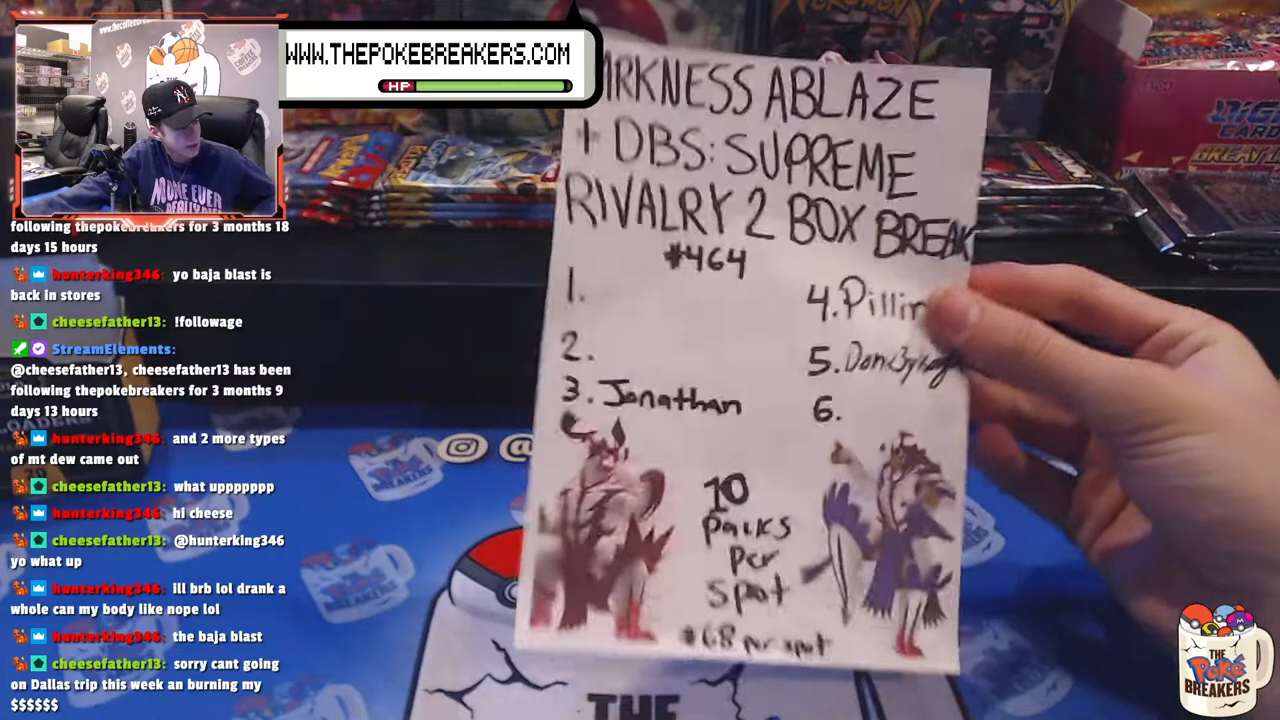 WWW.THEPOKEBREAKERS.COM
HP
ARKNESS ABLAZE
+ DBS: SUPREME
RIVALRY 2 BOX BREAK
#464
1.
2.
3. Jonathan
4.
5.
6.
10
packs
per
spot
$68 per spot
following thepokebreakers for 3 months 18
days 15 hours
hunterking346: yo baja blast is
back in stores
cheesefather13: !followage
StreamElements:
@cheesefather13, cheesefather13 has been
following thepokebreakers for 3 months 9
days 13 hours
hunterking346: and 2 more types
of mt dew came out
cheesefather13: what uppppppp
hunterking346: hi cheese
cheesefather13: @hunterking346
yo what up
hunterking346: ill brb lol drank a
whole can my body like nope lol
hunterking346: the baja blast
cheesefather13: sorry cant going
on Dallas trip this week an burning my
$$$$$$
@
THE
THE
Poké
BREAKERS